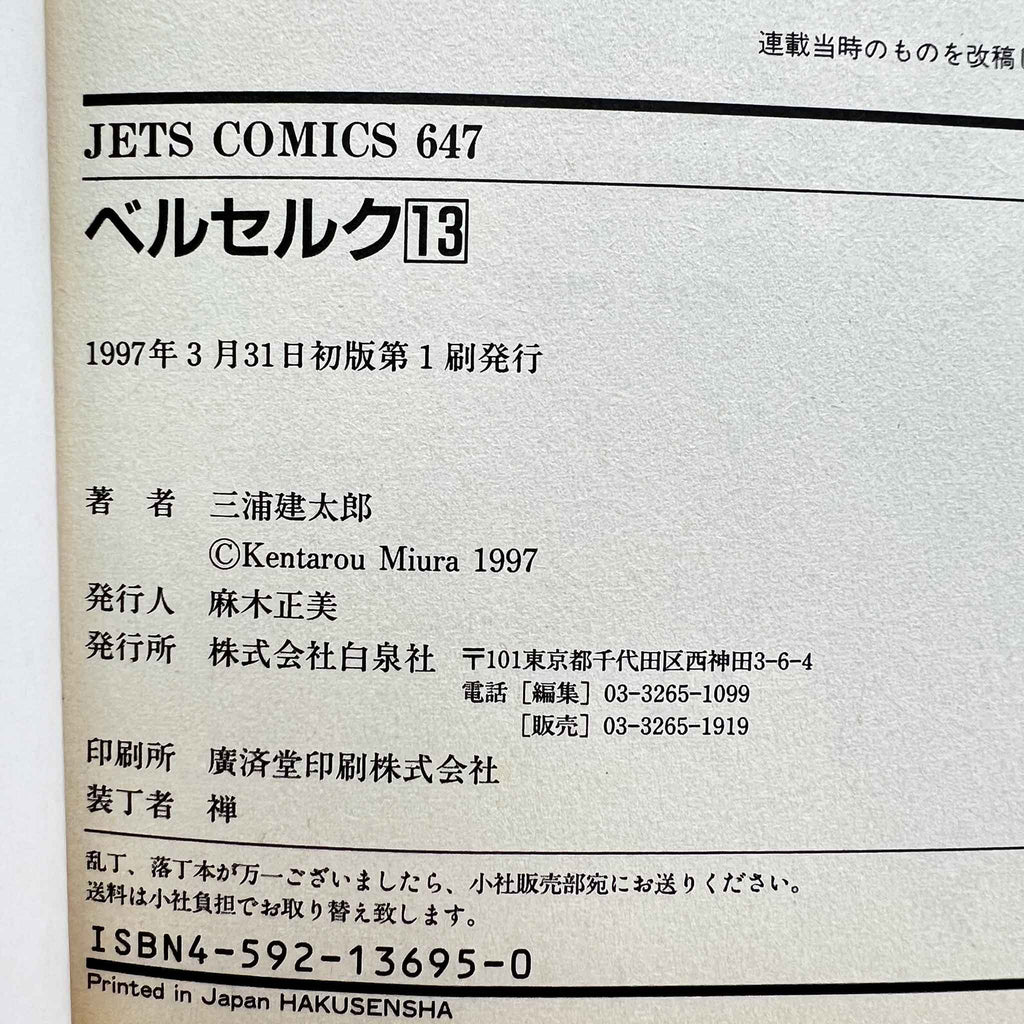 連載当時のものを改稿
JETS COMICS 647
ベルセルク13
1997年3月31日初版第1刷発行
著 者 三浦建太郎
©Kentarou Miura 1997
発行人 麻木正美
発行所 株式会社白泉社 〒101東京都千代田区西神田3-6-4
電話［編集］03-3265-1099
［販売］03-3265-1919
印刷所 廣済堂印刷株式会社
装丁者 禅
乱丁、落丁本が万一ございましたら、小社販売部宛にお送りください。
送料は小社負担でお取り替え致します。
ISBN4-592-13695-0
Printed in Japan HAKUSENSHA